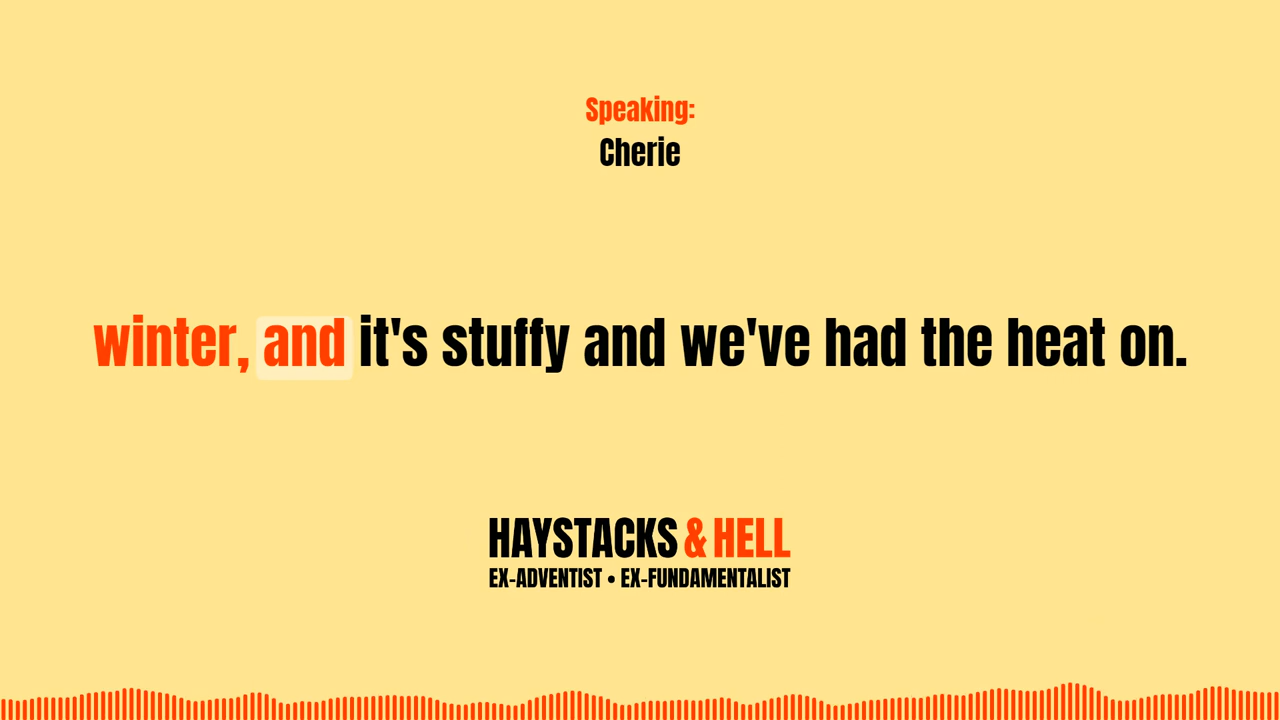 Speaking:
Cherie
winter, and it's stuffy and we've had the heat on.
HAYSTACKS & HELL
EX-ADVENTIST • EX-FUNDAMENTALIST